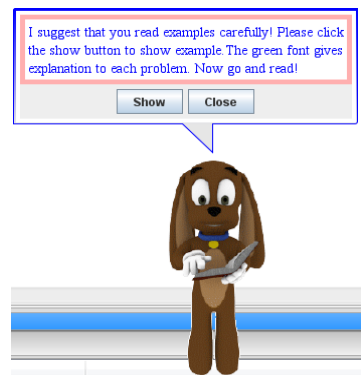 I suggest that you read examples carefully! Please click
the show button to show example.The green font gives
explanation to each problem. Now go and read!
Show Close